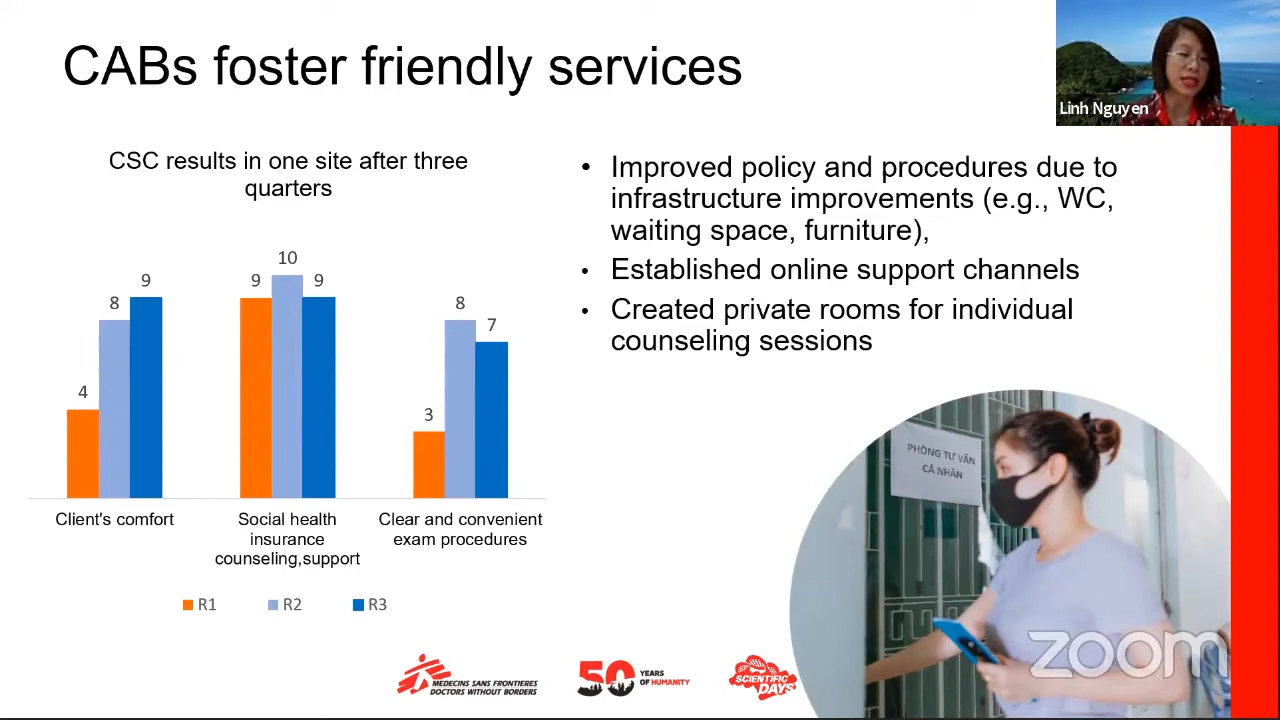 CABs foster friendly services
Linh Nguyen
CSC results in one site after three
quarters
4
8
9
9
10
9
3
8
7
Client's comfort
Social health
insurance
counseling,support
Clear and convenient
exam procedures
R1
R2
R3
• Improved policy and procedures due to
infrastructure improvements (e.g., WC,
waiting space, furniture),
• Established online support channels
• Created private rooms for individual
counseling sessions
PHÒNG TƯ VẤN
CÁ NHÂN
MEDECINS SANS FRONTIERES
DOCTORS WITHOUT BORDERS
50 YEARS
OF HUMANITY
SCIENTIFIC
DAYS
zoom